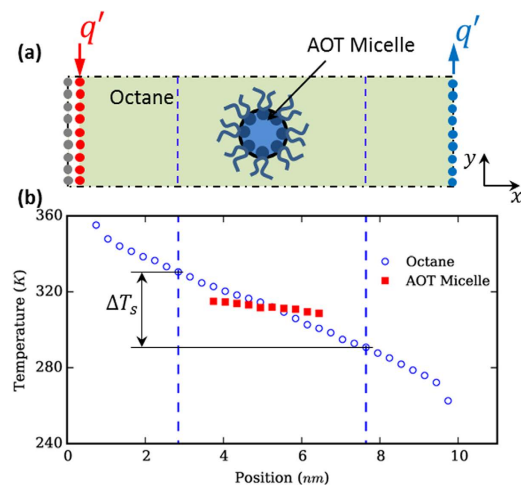 q′ q′
(a) AOT Micelle
Octane
y
x
(b)
360
320
280
240
Temperature (K)
ΔTₛ
Octane
AOT Micelle
0 2 4 6 8 10
Position (nm)